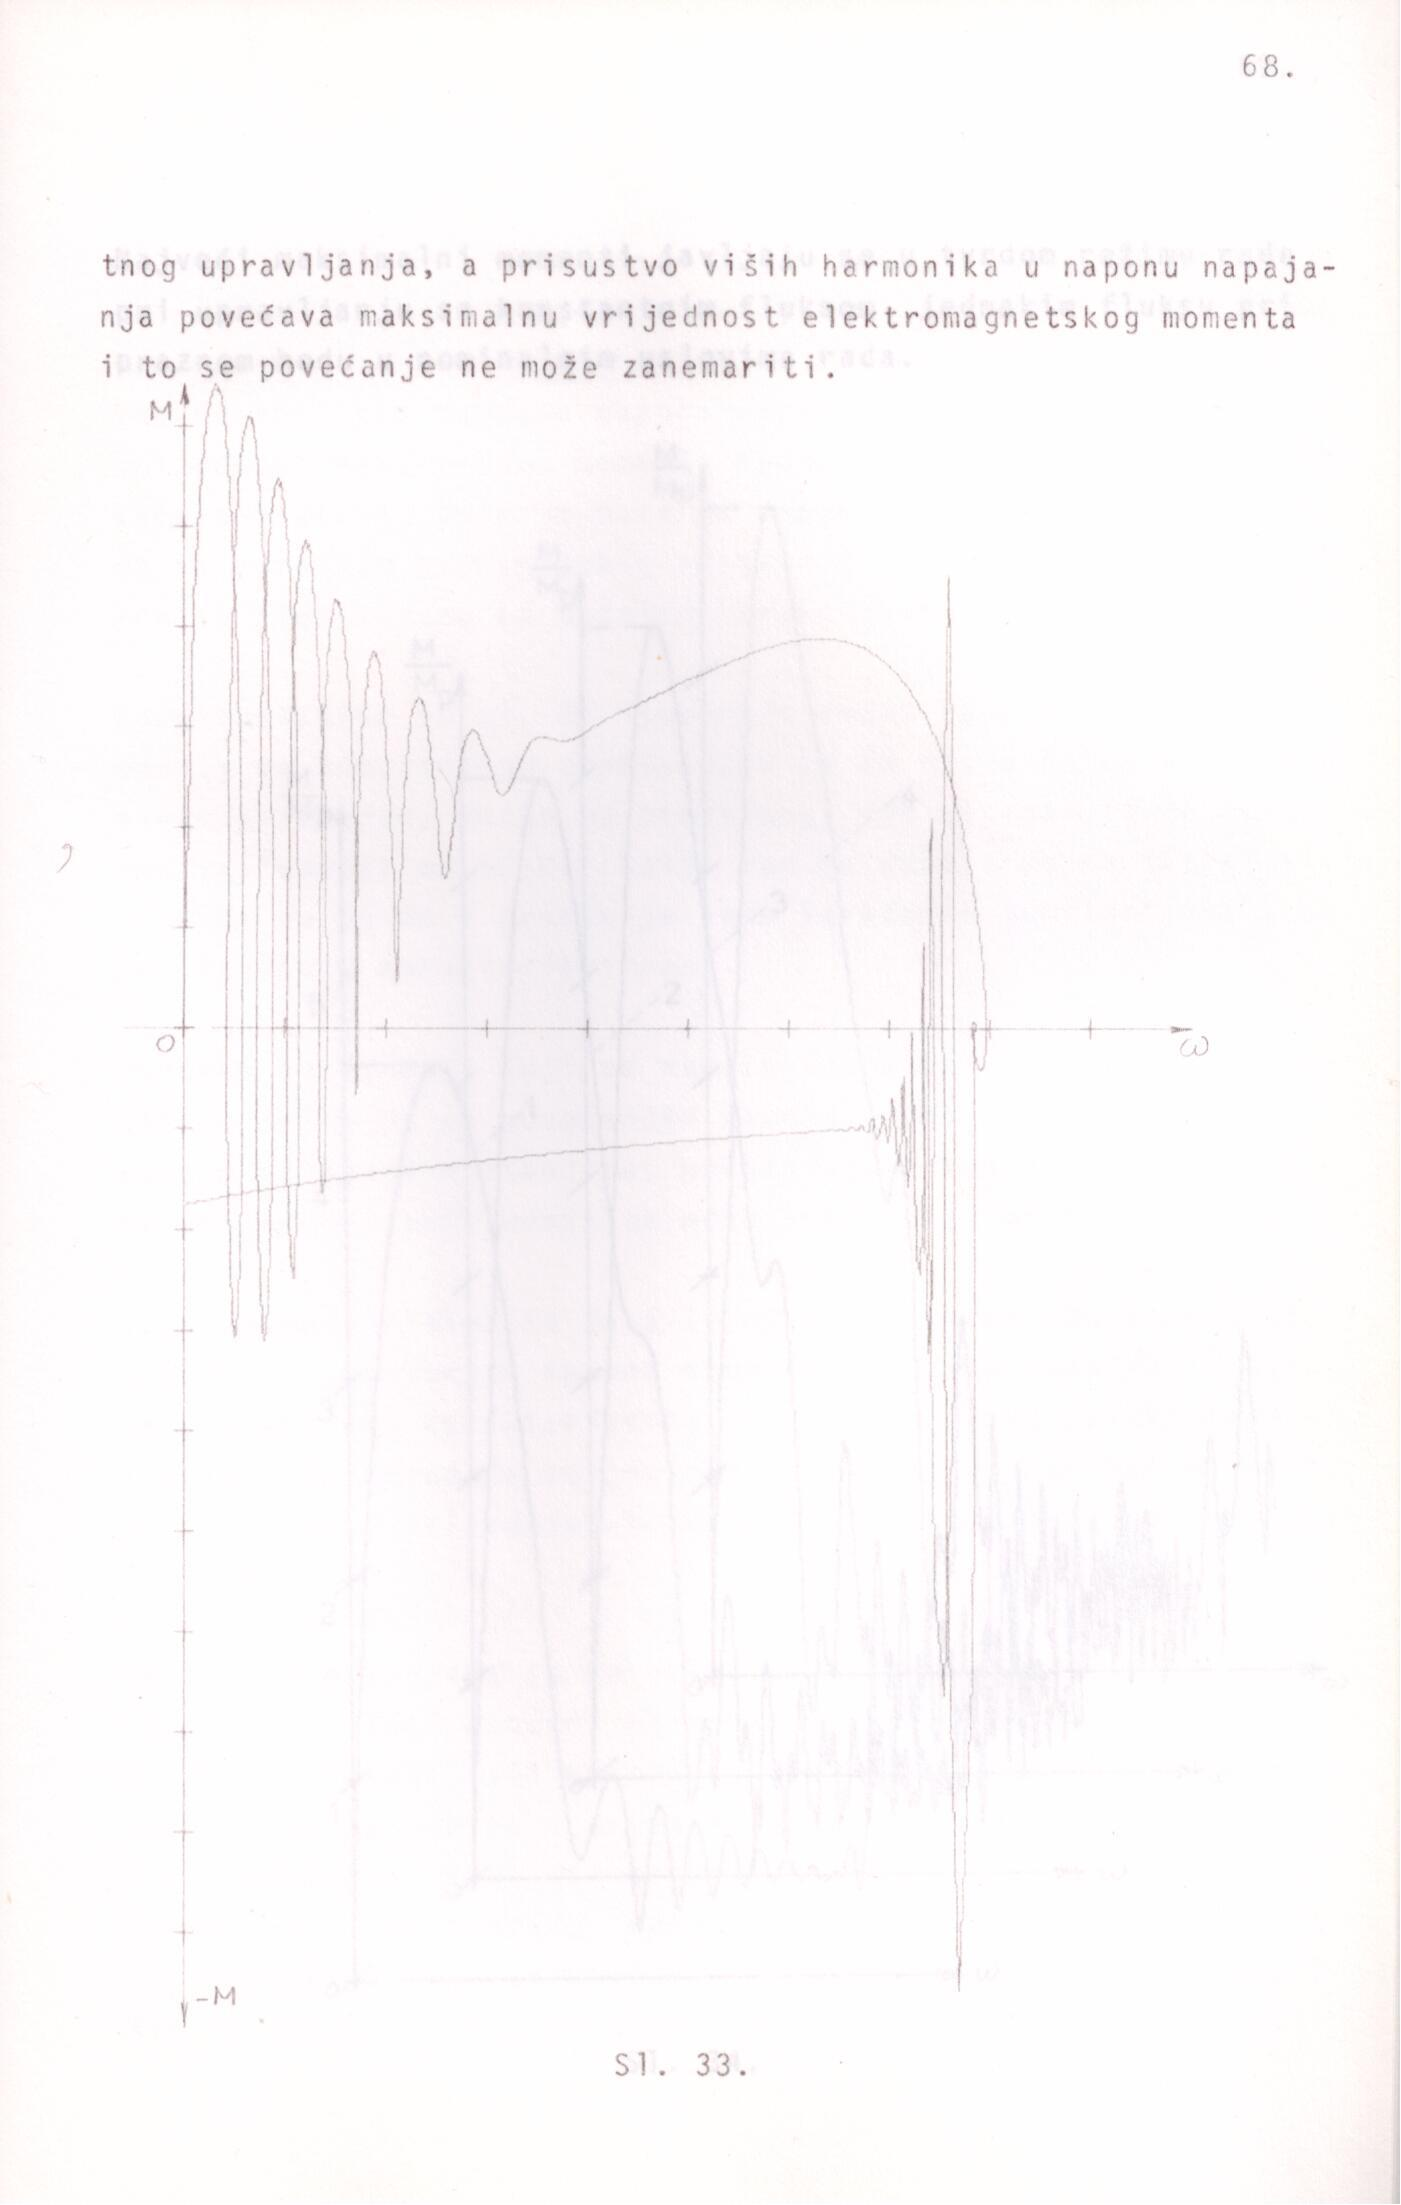 68.
tnog upravljanja, a prisustvo viših harmonika u naponu napaja-
nja povećava maksimalnu vrijednost elektromagnetskog momenta
i to se povećanje ne može zanemariti.
M
0
ω
-M
Sl. 33.